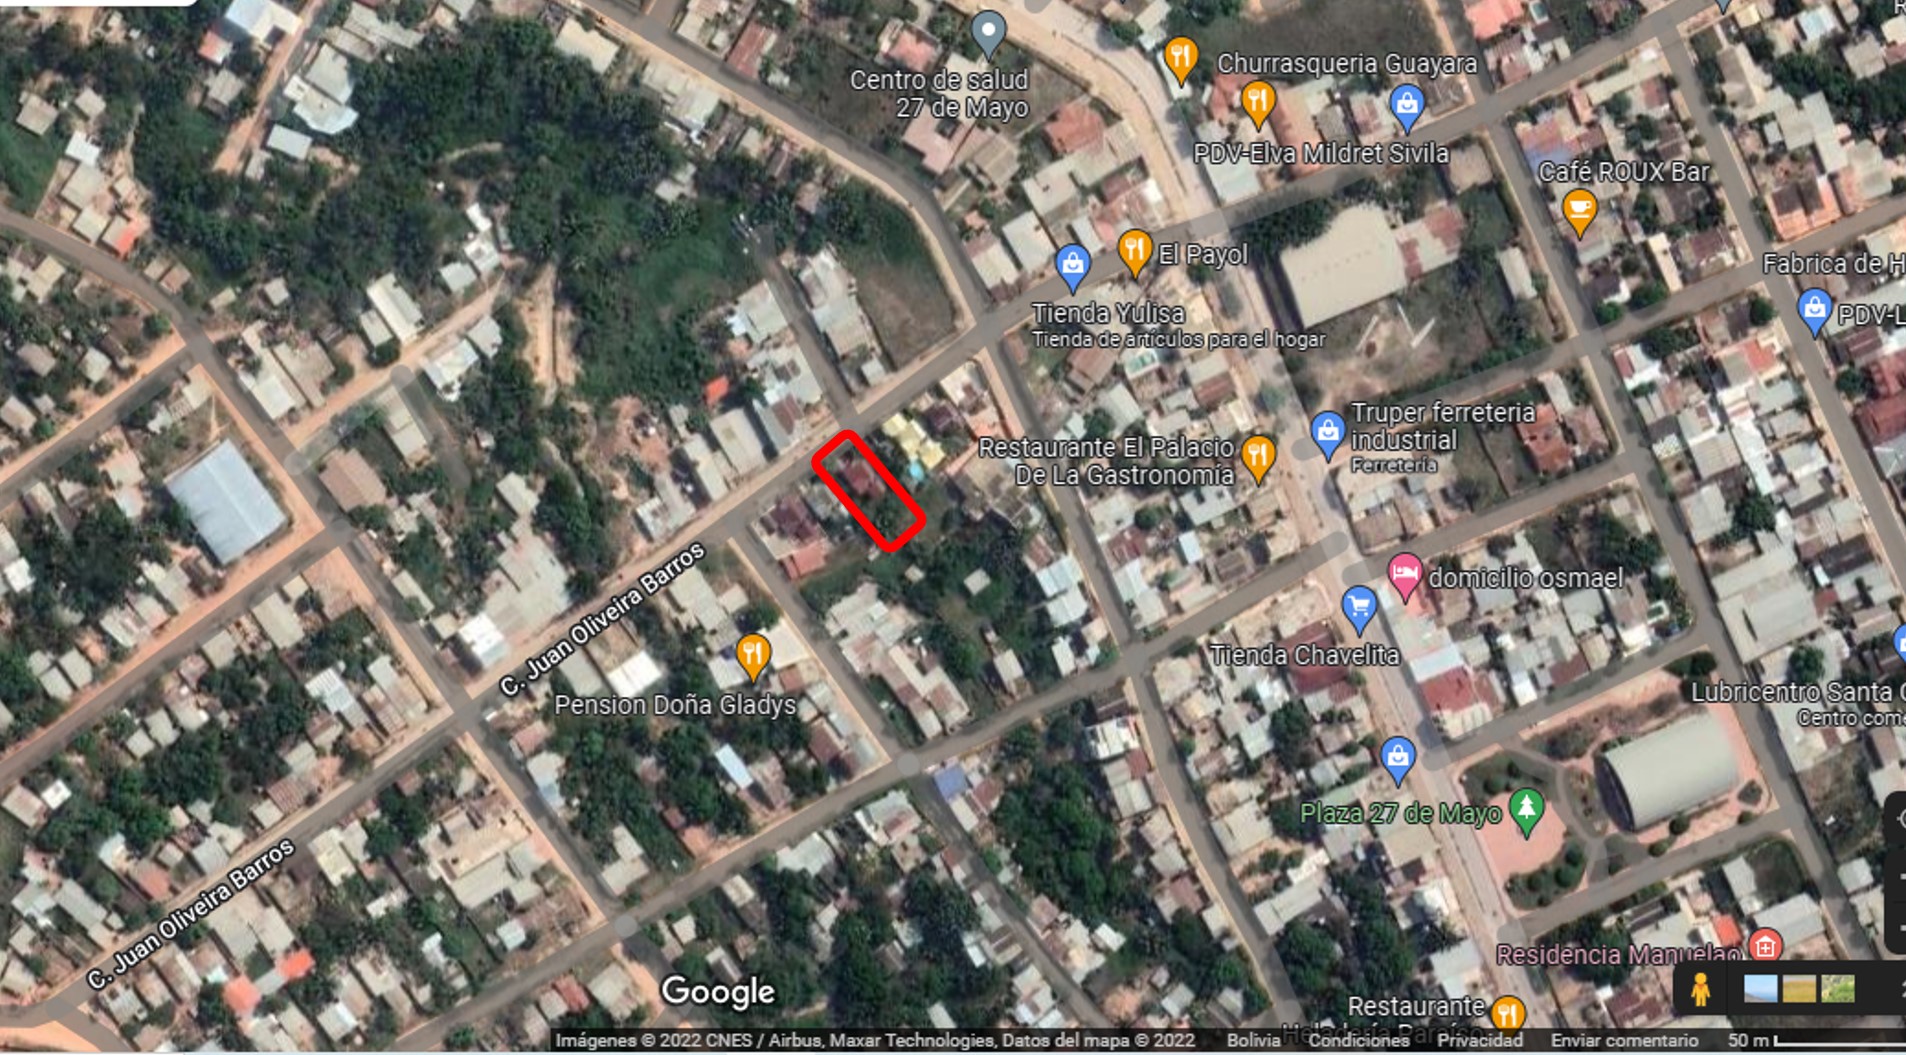 Centro de salud
27 de Mayo
Churrasqueria Guayara
PDV-Elva Mildret Sivila
Café ROUX Bar
El Payol
Tienda Yulisa
Tienda de artículos para el hogar
Fabrica de H
PDV-L
Truper ferreteria
industrial
Ferretería
Restaurante El Palacio
De La Gastronomía
domicilio osmael
Tienda Chavelita
C. Juan Oliveira Barros
Pension Doña Gladys
Lubricentro Santa C
Centro come
Plaza 27 de Mayo
C. Juan Oliveira Barros
Residencia Manuelao
Google
Restaurante
Heladería Paraíso
Imágenes © 2022 CNES / Airbus, Maxar Technologies, Datos del mapa © 2022 Bolivia Condiciones Privacidad Enviar comentario 50 m